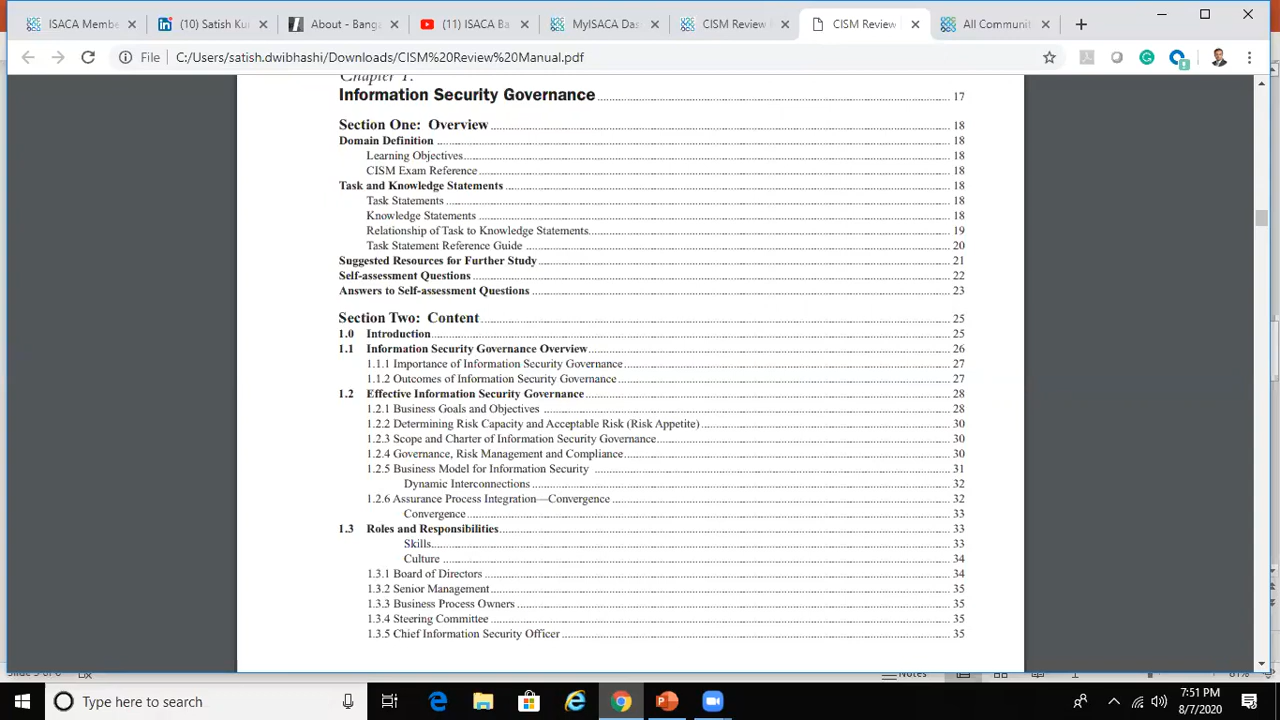 ISACA Membe
(10) Satish Ku
About - Banga
(11) ISACA Ba
MyISACA Das
CISM Review
CISM Review
All Communit
File
C:/Users/satish.dwibhashi/Downloads/CISM%20Review%20Manual.pdf
Chapter 1:
Information Security Governance 17
Section One: Overview 18
Domain Definition 18
Learning Objectives 18
CISM Exam Reference 18
Task and Knowledge Statements 18
Task Statements 18
Knowledge Statements 18
Relationship of Task to Knowledge Statements 19
Task Statement Reference Guide 20
Suggested Resources for Further Study 21
Self-assessment Questions 22
Answers to Self-assessment Questions 23
Section Two: Content 25
1.0 Introduction 25
1.1 Information Security Governance Overview 26
1.1.1 Importance of Information Security Governance 27
1.1.2 Outcomes of Information Security Governance 27
1.2 Effective Information Security Governance 28
1.2.1 Business Goals and Objectives 28
1.2.2 Determining Risk Capacity and Acceptable Risk (Risk Appetite) 30
1.2.3 Scope and Charter of Information Security Governance 30
1.2.4 Governance, Risk Management and Compliance 30
1.2.5 Business Model for Information Security 31
Dynamic Interconnections 32
1.2.6 Assurance Process Integration—Convergence 32
Convergence 33
1.3 Roles and Responsibilities 33
Skills 33
Culture 34
1.3.1 Board of Directors 34
1.3.2 Senior Management 35
1.3.3 Business Process Owners 35
1.3.4 Steering Committee 35
1.3.5 Chief Information Security Officer 35
Notes
Type here to search
7:51 PM
8/7/2020